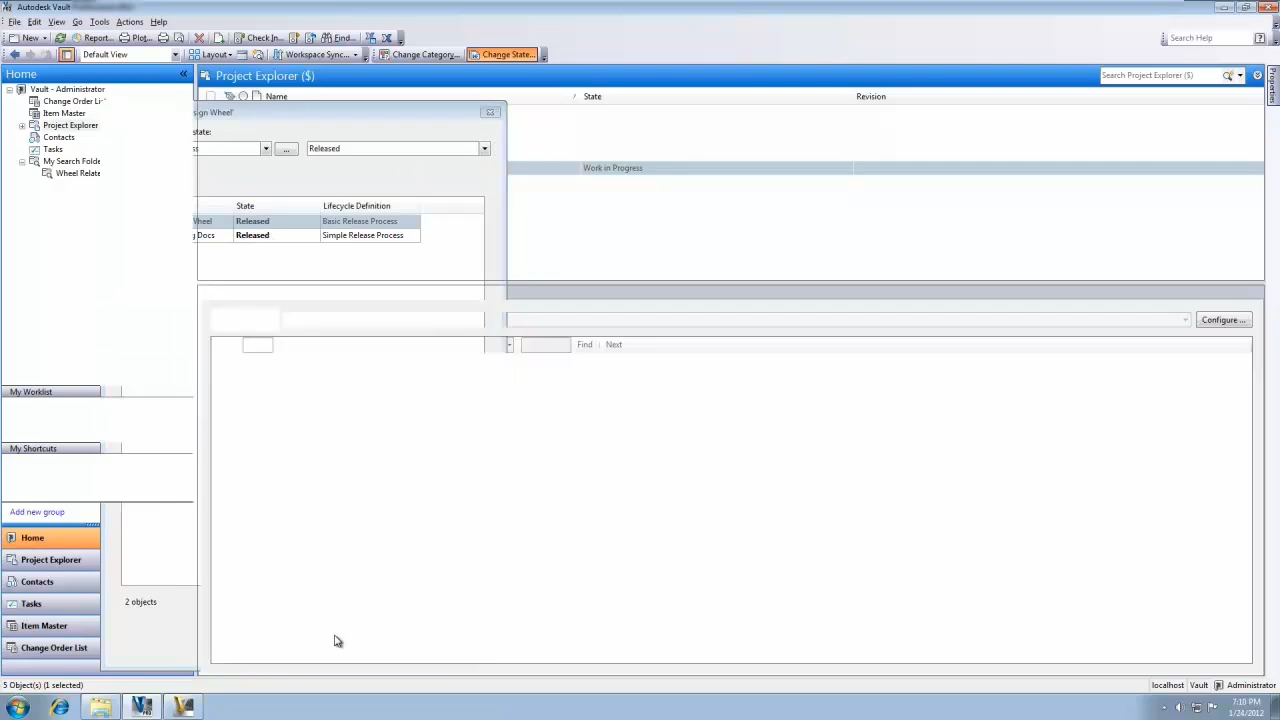 Autodesk Vault
File Edit View Go Tools Actions Help
New Report... Plot... Check In... Find...
Search Help
Default View Layout Workspace Sync... Change Category... Change State...
Home
Project Explorer ($)
Search Project Explorer ($)
Properties
Vault - Administrator
Change Order Li
Item Master
Project Explorer
Contacts
Tasks
My Search Folde
Wheel Relate
Name State Revision
sign Wheel'
state:
Released
Work in Progress
State Lifecycle Definition
Wheel Released Basic Release Process
g Docs Released Simple Release Process
Configure ...
Find Next
My Worklist
My Shortcuts
Add new group
Home
Project Explorer
Contacts
Tasks
Item Master
Change Order List
2 objects
5 Object(s) (1 selected)
localhost Vault Administrator
7:10 PM
1/24/2012